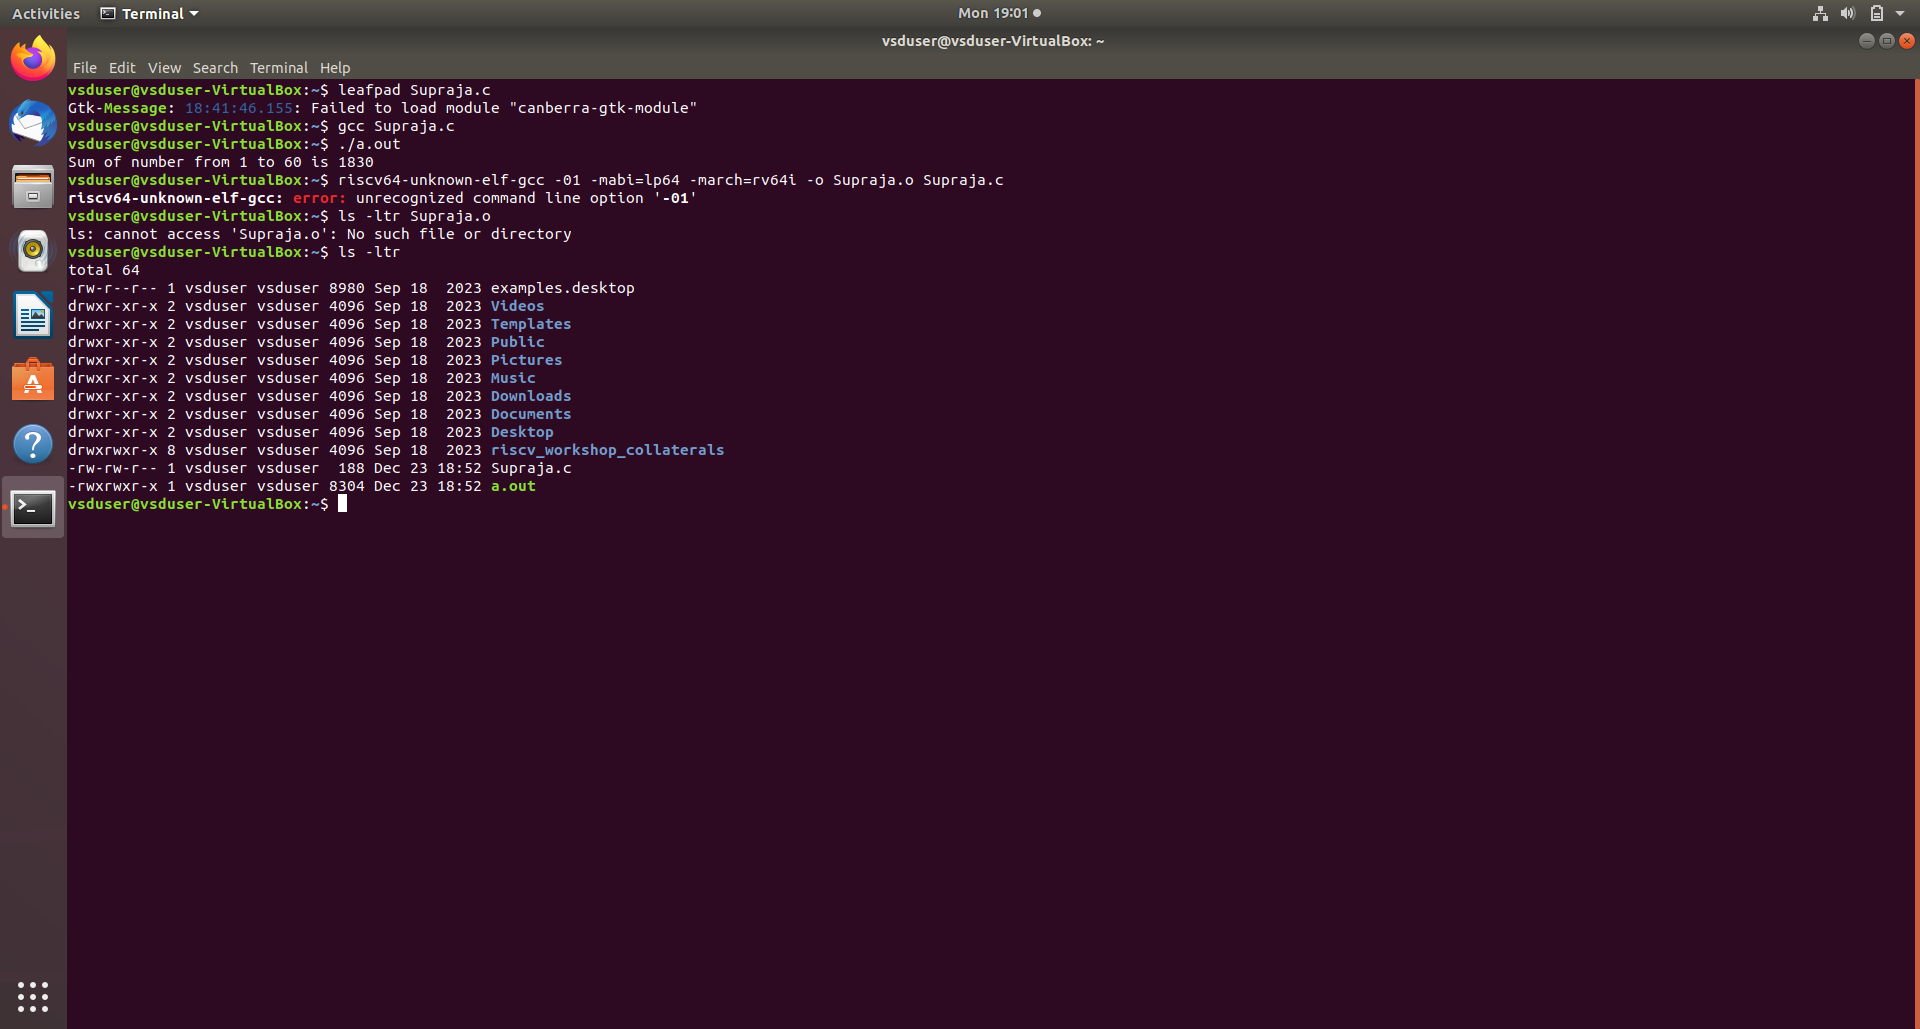 Activities Terminal Mon 19:01
vsduser@vsduser-VirtualBox: ~
File Edit View Search Terminal Help
vsduser@vsduser-VirtualBox:~$ leafpad Supraja.c
Gtk-Message: 18:41:46.155: Failed to load module "canberra-gtk-module"
vsduser@vsduser-VirtualBox:~$ gcc Supraja.c
vsduser@vsduser-VirtualBox:~$ ./a.out
Sum of number from 1 to 60 is 1830
vsduser@vsduser-VirtualBox:~$ riscv64-unknown-elf-gcc -01 -mabi=lp64 -march=rv64i -o Supraja.o Supraja.c
riscv64-unknown-elf-gcc: error: unrecognized command line option '-01'
vsduser@vsduser-VirtualBox:~$ ls -ltr Supraja.o
ls: cannot access 'Supraja.o': No such file or directory
vsduser@vsduser-VirtualBox:~$ ls -ltr
total 64
-rw-r--r-- 1 vsduser vsduser 8980 Sep 18  2023 examples.desktop
drwxr-xr-x 2 vsduser vsduser 4096 Sep 18  2023 Videos
drwxr-xr-x 2 vsduser vsduser 4096 Sep 18  2023 Templates
drwxr-xr-x 2 vsduser vsduser 4096 Sep 18  2023 Public
drwxr-xr-x 2 vsduser vsduser 4096 Sep 18  2023 Pictures
drwxr-xr-x 2 vsduser vsduser 4096 Sep 18  2023 Music
drwxr-xr-x 2 vsduser vsduser 4096 Sep 18  2023 Downloads
drwxr-xr-x 2 vsduser vsduser 4096 Sep 18  2023 Documents
drwxr-xr-x 2 vsduser vsduser 4096 Sep 18  2023 Desktop
drwxrwxr-x 8 vsduser vsduser 4096 Sep 18  2023 riscv_workshop_collaterals
-rw-rw-r-- 1 vsduser vsduser  188 Dec 23 18:52 Supraja.c
-rwxrwxr-x 1 vsduser vsduser 8304 Dec 23 18:52 a.out
vsduser@vsduser-VirtualBox:~$